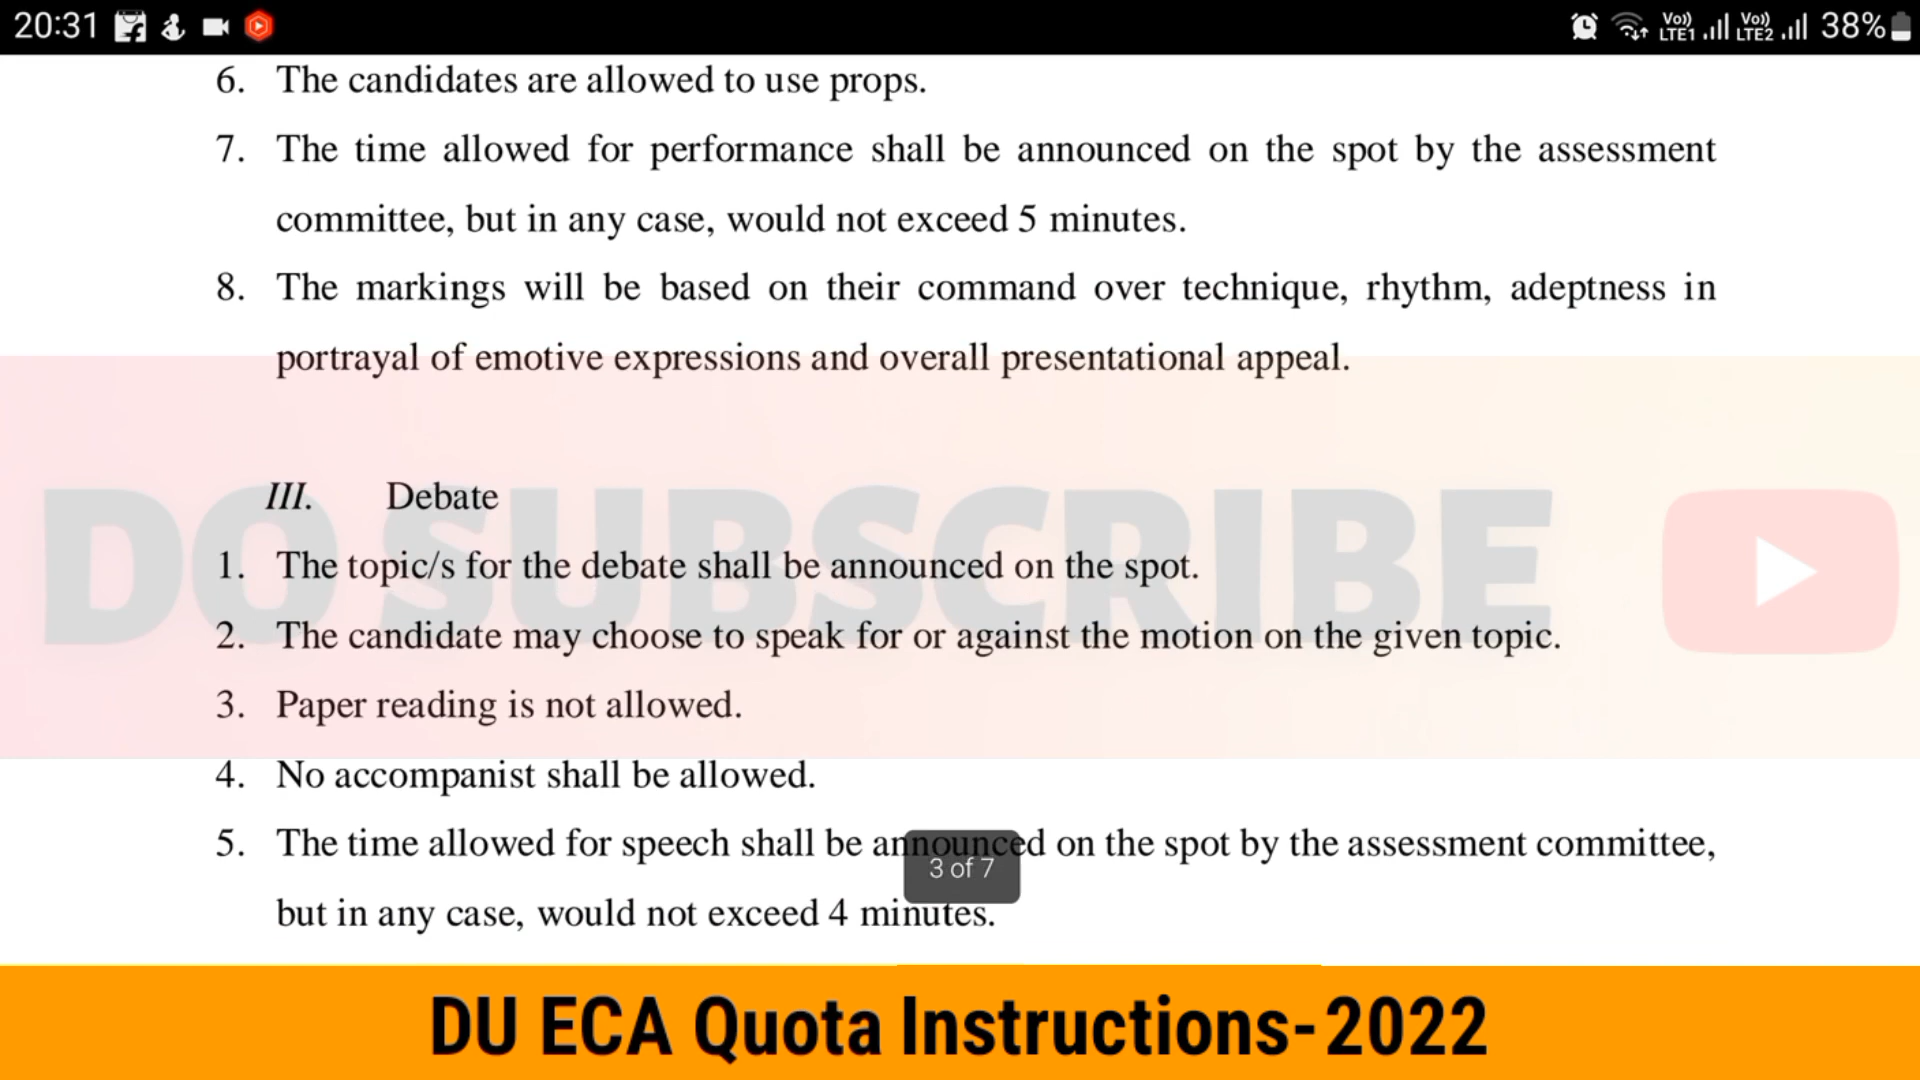 20:31 Vo)) LTE1 Vo)) LTE2 38%
6. The candidates are allowed to use props.
7. The time allowed for performance shall be announced on the spot by the assessment
committee, but in any case, would not exceed 5 minutes.
8. The markings will be based on their command over technique, rhythm, adeptness in
portrayal of emotive expressions and overall presentational appeal.
III. Debate
DO SUBSCRIBE
1. The topic/s for the debate shall be announced on the spot.
2. The candidate may choose to speak for or against the motion on the given topic.
3. Paper reading is not allowed.
4. No accompanist shall be allowed.
5. The time allowed for speech shall be announced on the spot by the assessment committee,
3 of 7
but in any case, would not exceed 4 minutes.
DU ECA Quota Instructions-2022